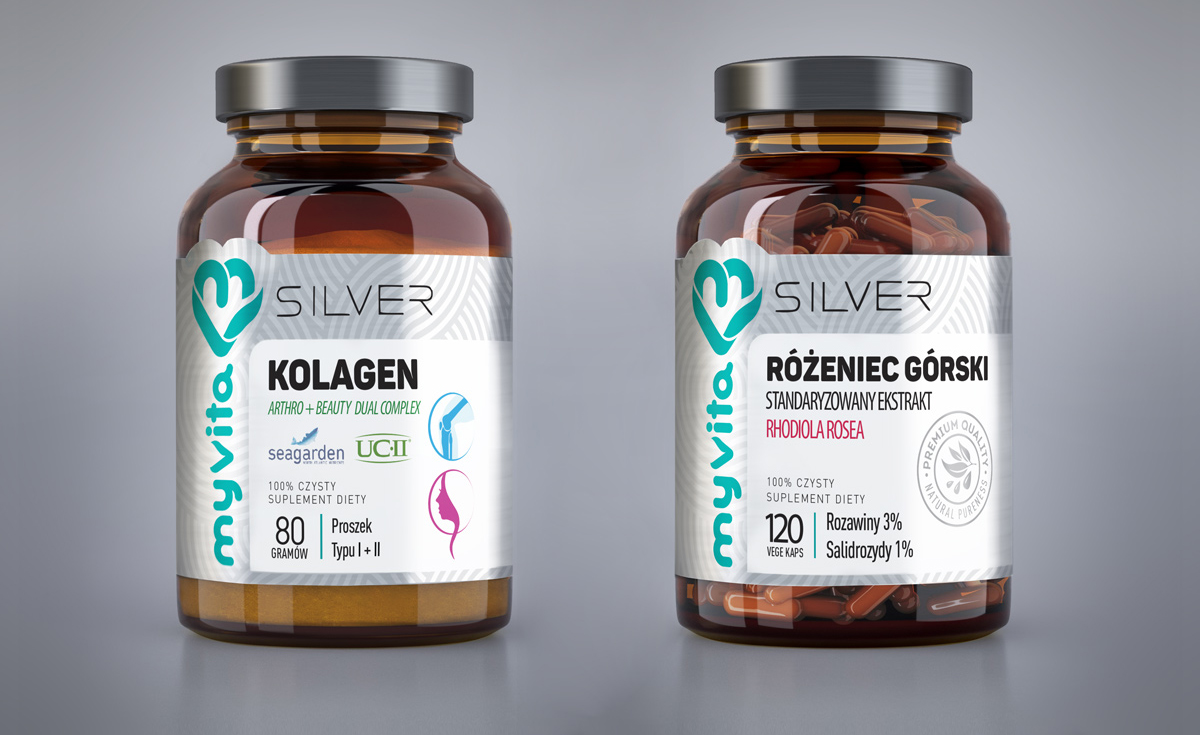 myvita
SILVER
KOLAGEN
ARTHRO + BEAUTY DUAL COMPLEX
seagarden
UC-II
100% CZYSTY
SUPLEMENT DIETY
80
GRAMÓW
Proszek
Typu I + II
myvita
SILVER
RÓŻENIEC GÓRSKI
STANDARYZOWANY EKSTRAKT
RHODIOLA ROSEA
PREMIUM QUALITY
NATURAL PURENESS
100% CZYSTY
SUPLEMENT DIETY
120
VEGE KAPS
Rozawiny 3%
Salidrozydy 1%